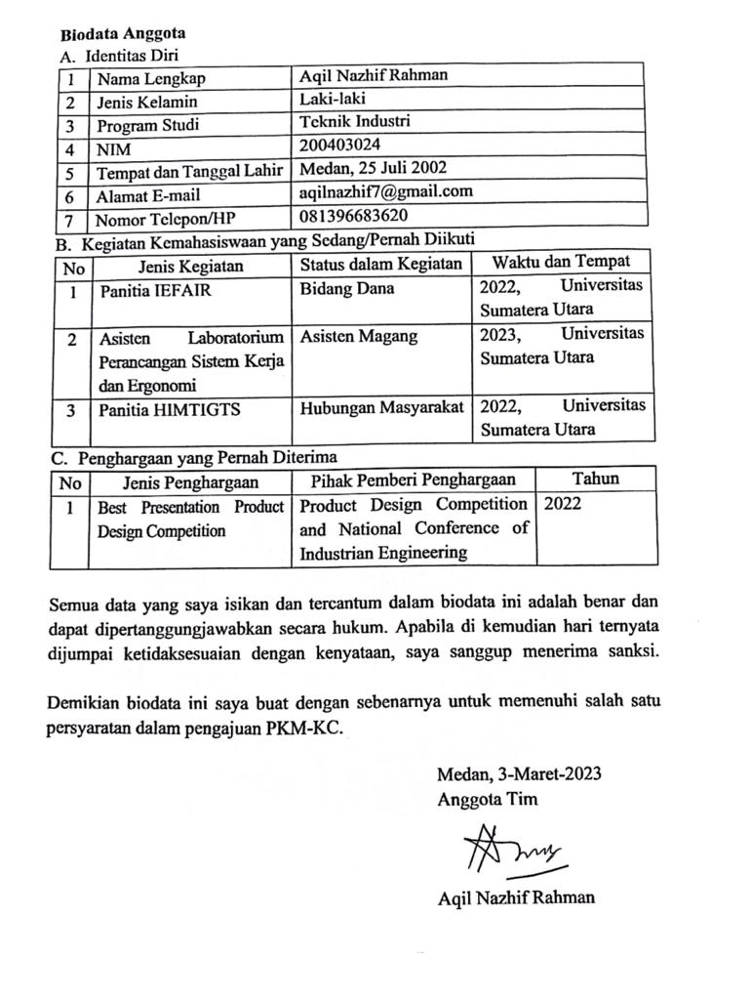 Biodata Anggota
A. Identitas Diri
1 Nama Lengkap Aqil Nazhif Rahman
2 Jenis Kelamin Laki-laki
3 Program Studi Teknik Industri
4 NIM 200403024
5 Tempat dan Tanggal Lahir Medan, 25 Juli 2002
6 Alamat E-mail aqilnazhif7@gmail.com
7 Nomor Telepon/HP 081396683620
B. Kegiatan Kemahasiswaan yang Sedang/Pernah Diikuti
No Jenis Kegiatan Status dalam Kegiatan Waktu dan Tempat
1 Panitia IEFAIR Bidang Dana 2022, Universitas
Sumatera Utara
2 Asisten Laboratorium Asisten Magang 2023, Universitas
Perancangan Sistem Kerja Sumatera Utara
dan Ergonomi
3 Panitia HIMTIGTS Hubungan Masyarakat 2022, Universitas
Sumatera Utara
C. Penghargaan yang Pernah Diterima
No Jenis Penghargaan Pihak Pemberi Penghargaan Tahun
1 Best Presentation Product Product Design Competition 2022
Design Competition and National Conference of
Industrian Engineering
Semua data yang saya isikan dan tercantum dalam biodata ini adalah benar dan
dapat dipertanggungjawabkan secara hukum. Apabila di kemudian hari ternyata
dijumpai ketidaksesuaian dengan kenyataan, saya sanggup menerima sanksi.
Demikian biodata ini saya buat dengan sebenarnya untuk memenuhi salah satu
persyaratan dalam pengajuan PKM-KC.
Medan, 3-Maret-2023
Anggota Tim
Aqil Nazhif Rahman